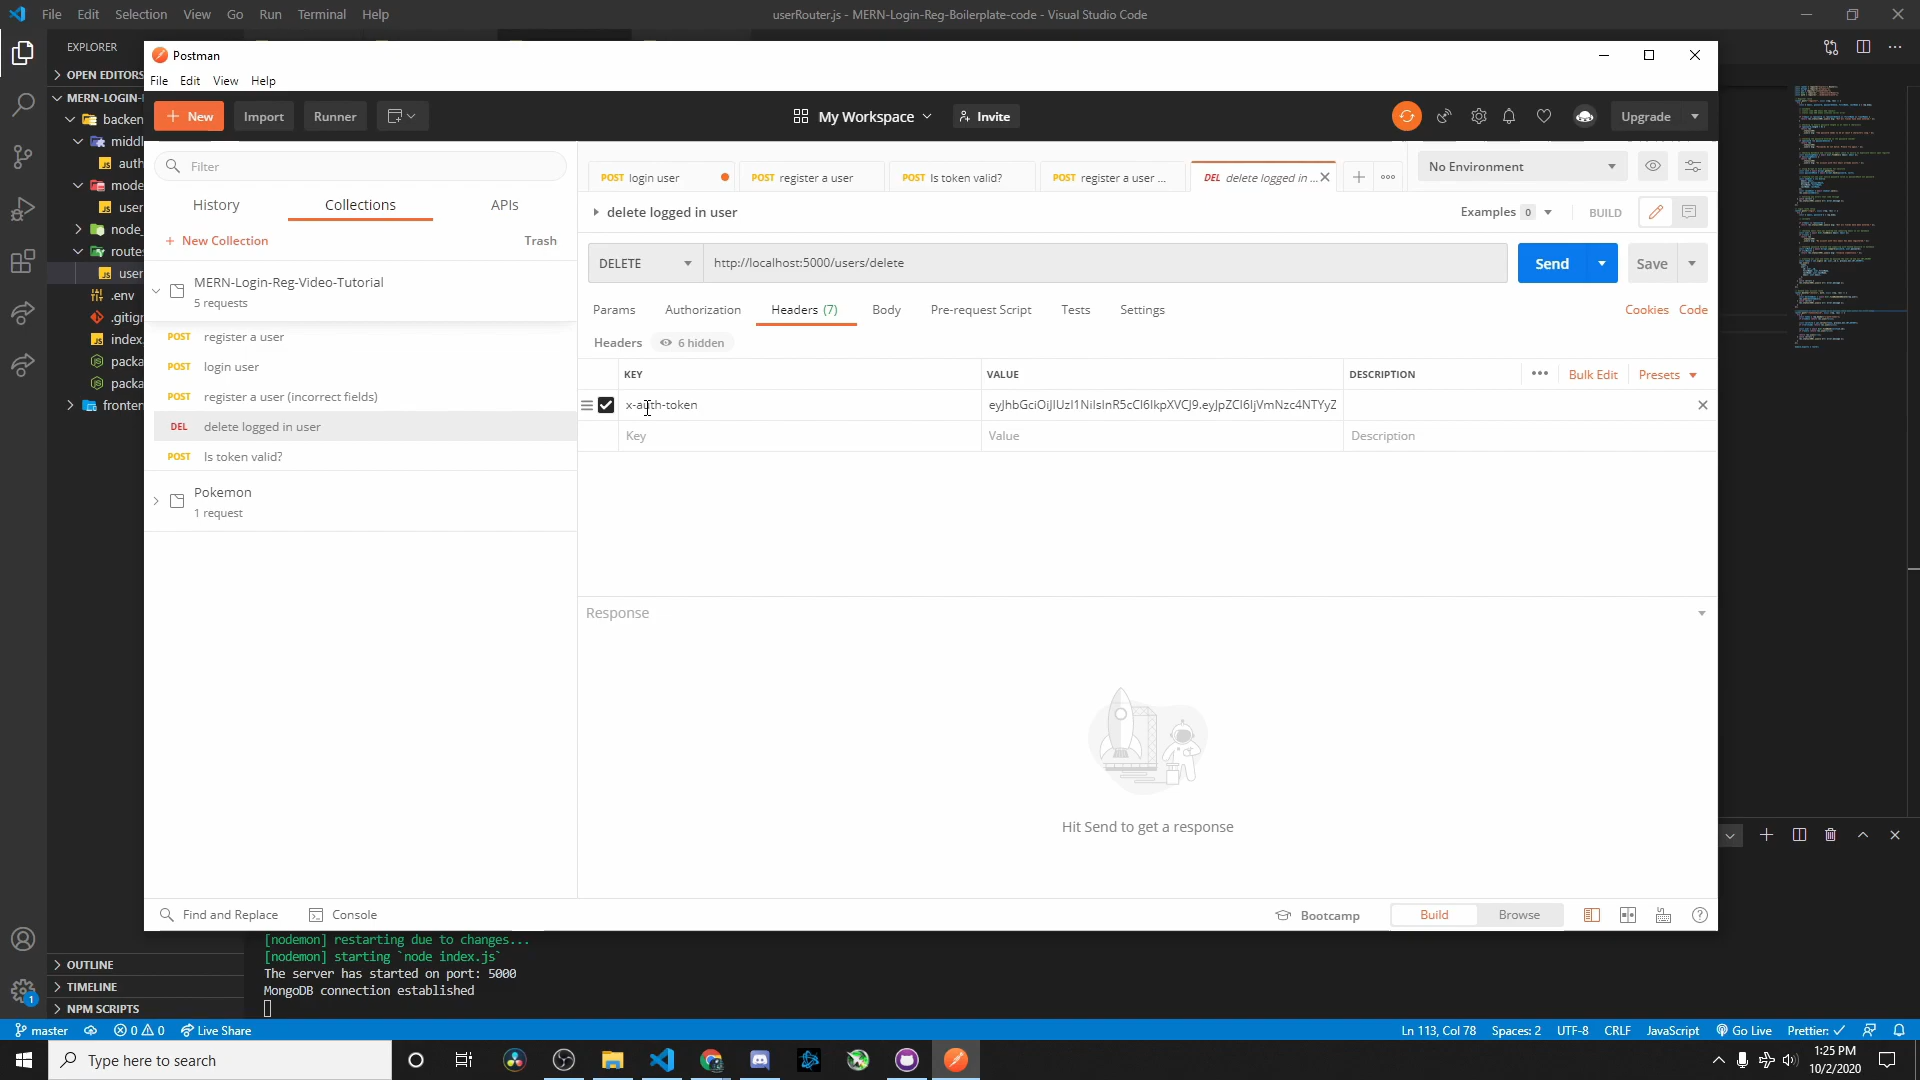 File Edit Selection View Go Run Terminal Help
userRouter.js - MERN-Login-Reg-Boilerplate-code - Visual Studio Code
EXPLORER
OPEN EDITORS
MERN-LOGIN-
backen
middl
auth
JS
mode
user
JS
node_
route
user
JS
.env
.gitigr
index.
JS
packa
packa
fronter
Postman
File Edit View Help
New
Import
Runner
My Workspace
Invite
Upgrade
Filter
History
Collections
APIs
+ New Collection
Trash
MERN-Login-Reg-Video-Tutorial
5 requests
POST register a user
POST login user
POST register a user (incorrect fields)
DEL delete logged in user
POST Is token valid?
Pokemon
1 request
POST login user
POST register a user
POST Is token valid?
POST register a user ...
DEL delete logged in ...
No Environment
delete logged in user
Examples 0
BUILD
DELETE
http://localhost:5000/users/delete
Send
Save
Params
Authorization
Headers (7)
Body
Pre-request Script
Tests
Settings
Cookies
Code
Headers
6 hidden
KEY
VALUE
DESCRIPTION
Bulk Edit
Presets
x-auth-token
eyJhbGciOiJIUzI1NiIsInR5cCI6IkpXVCJ9.eyJpZCI6IjVmNzc4NTYyZ
Key
Value
Description
Response
Hit Send to get a response
Find and Replace
Console
Bootcamp
Build
Browse
[nodemon] restarting due to changes...
[nodemon] starting `node index.js`
The server has started on port: 5000
MongoDB connection established
OUTLINE
TIMELINE
NPM SCRIPTS
1
master
0 0
Live Share
Ln 113, Col 78
Spaces: 2
UTF-8
CRLF
JavaScript
Go Live
Prettier: ✓
Type here to search
1:25 PM
10/2/2020